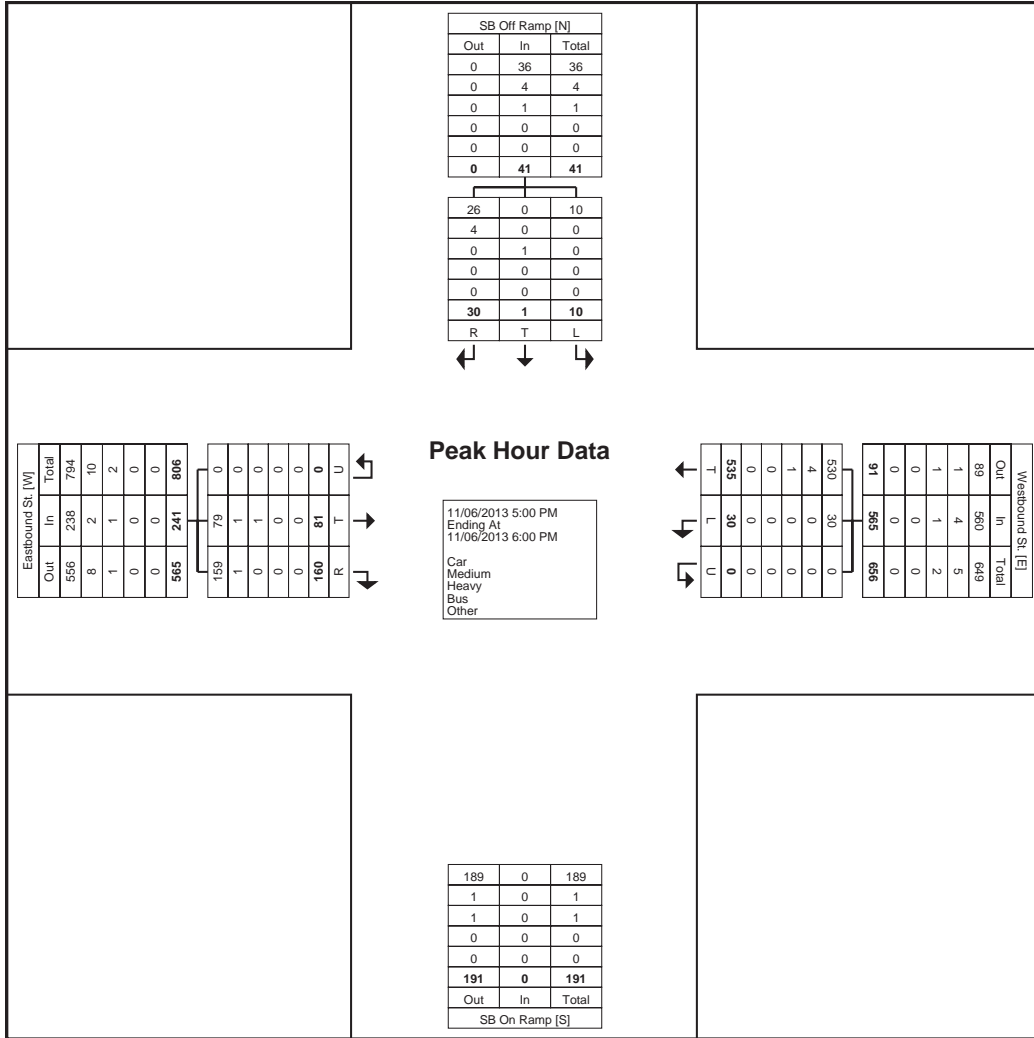 SB Off Ramp [N]
Out In Total
0 36 36
0 4 4
0 1 1
0 0 0
0 0 0
0 41 41
26 0 10
4 0 0
0 1 0
0 0 0
0 0 0
30 1 10
R T L
Peak Hour Data
11/06/2013 5:00 PM
Ending At
11/06/2013 6:00 PM
Car
Medium
Heavy
Bus
Other
Eastbound St. [W]
Out In Total
556 238 794
8 2 10
1 1 2
0 0 0
0 0 0
565 241 806
159 79 0
1 1 0
0 1 0
0 0 0
0 0 0
160 81 0
R T U
Westbound St. [E]
Out In Total
89 560 649
1 4 5
1 1 2
0 0 0
0 0 0
91 565 656
530 30 0
4 0 0
1 0 0
0 0 0
0 0 0
535 30 0
T L U
189 0 189
1 0 1
1 0 1
0 0 0
0 0 0
191 0 191
Out In Total
SB On Ramp [S]